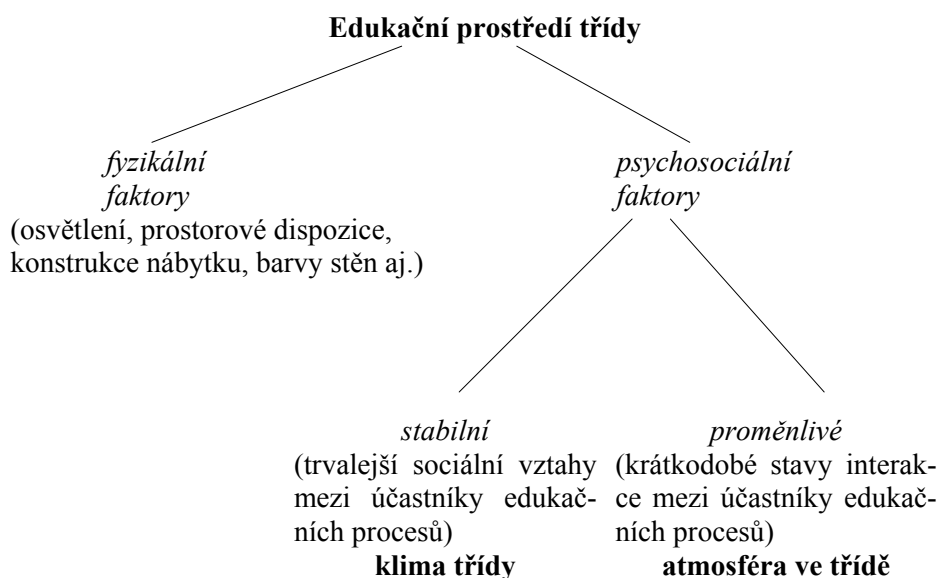 Edukační prostředí třídy
fyzikální
faktory
(osvětlení, prostorové dispozice,
konstrukce nábytku, barvy stěn aj.)
psychosociální
faktory
stabilní
(trvalejší sociální vztahy
mezi účastníky edukač-
ních procesů)
klima třídy
proměnlivé
(krátkodobé stavy interak-
ce mezi účastníky edukač-
ních procesů)
atmosféra ve třídě